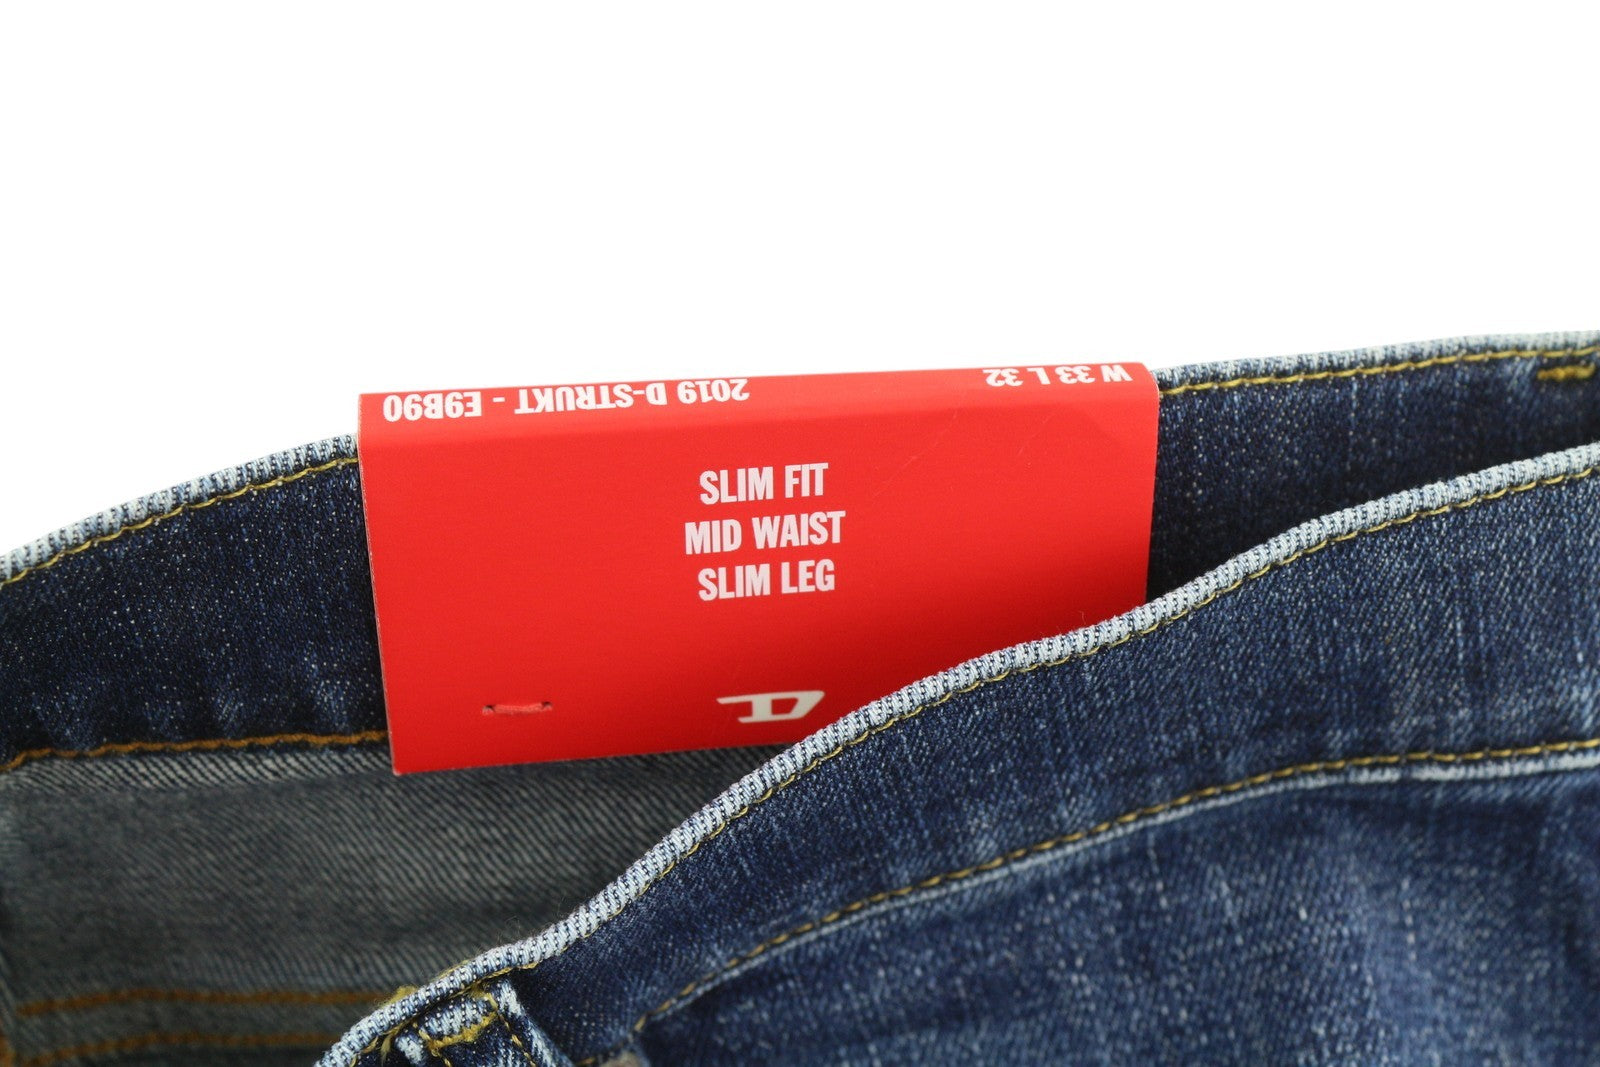 2019 D-STRUKT - E9B90
W 33 L 32
SLIM FIT
MID WAIST
SLIM LEG
D